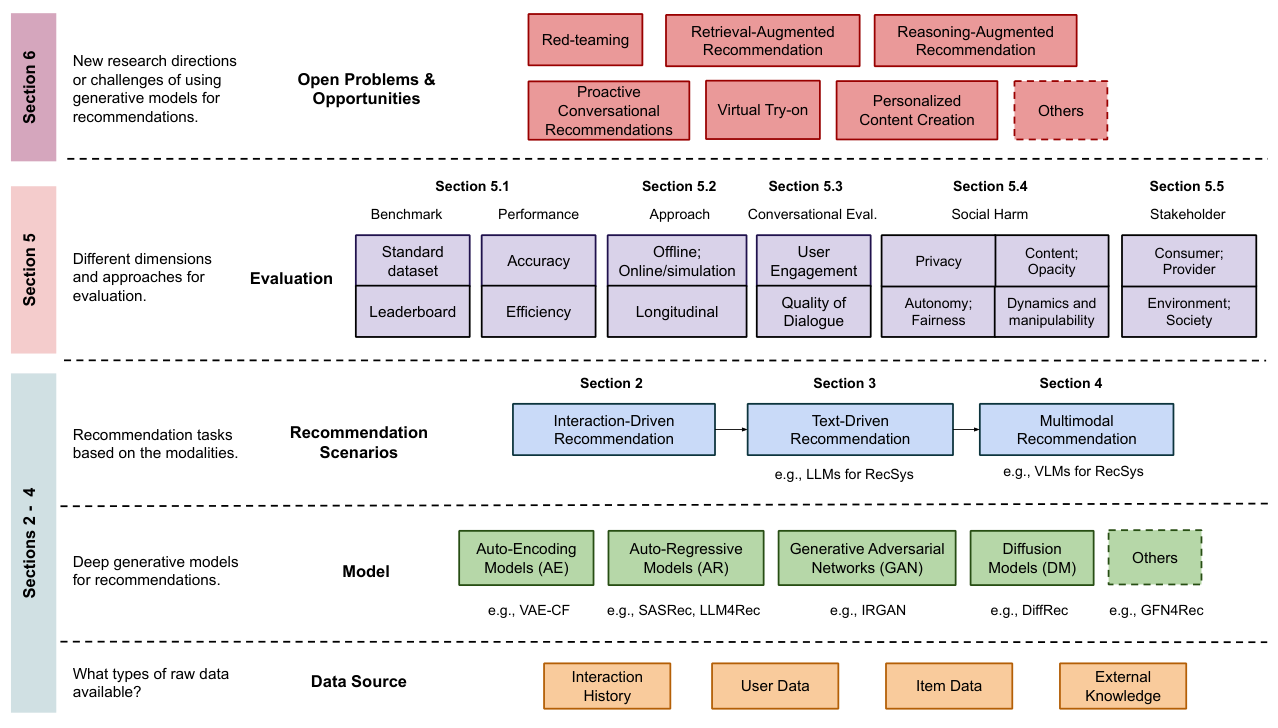 Section 6
New research directions
or challenges of using
generative models for
recommendations.
Open Problems &
Opportunities
Red-teaming
Retrieval-Augmented
Recommendation
Reasoning-Augmented
Recommendation
Proactive
Conversational
Recommendations
Virtual Try-on
Personalized
Content Creation
Others
Section 5
Different dimensions
and approaches for
evaluation.
Evaluation
Section 5.1
Benchmark
Performance
Standard
dataset
Leaderboard
Accuracy
Efficiency
Section 5.2
Approach
Offline;
Online/simulation
Longitudinal
Section 5.3
Conversational Eval.
User
Engagement
Quality of
Dialogue
Section 5.4
Social Harm
Privacy
Content;
Opacity
Autonomy;
Fairness
Dynamics and
manipulability
Section 5.5
Stakeholder
Consumer;
Provider
Environment;
Society
Sections 2 - 4
Recommendation tasks
based on the modalities.
Recommendation
Scenarios
Section 2
Interaction-Driven
Recommendation
Section 3
Text-Driven
Recommendation
e.g., LLMs for RecSys
Section 4
Multimodal
Recommendation
e.g., VLMs for RecSys
Deep generative models
for recommendations.
Model
Auto-Encoding
Models (AE)
e.g., VAE-CF
Auto-Regressive
Models (AR)
e.g., SASRec, LLM4Rec
Generative Adversarial
Networks (GAN)
e.g., IRGAN
Diffusion
Models (DM)
e.g., DiffRec
Others
e.g., GFN4Rec
What types of raw data
available?
Data Source
Interaction
History
User Data
Item Data
External
Knowledge